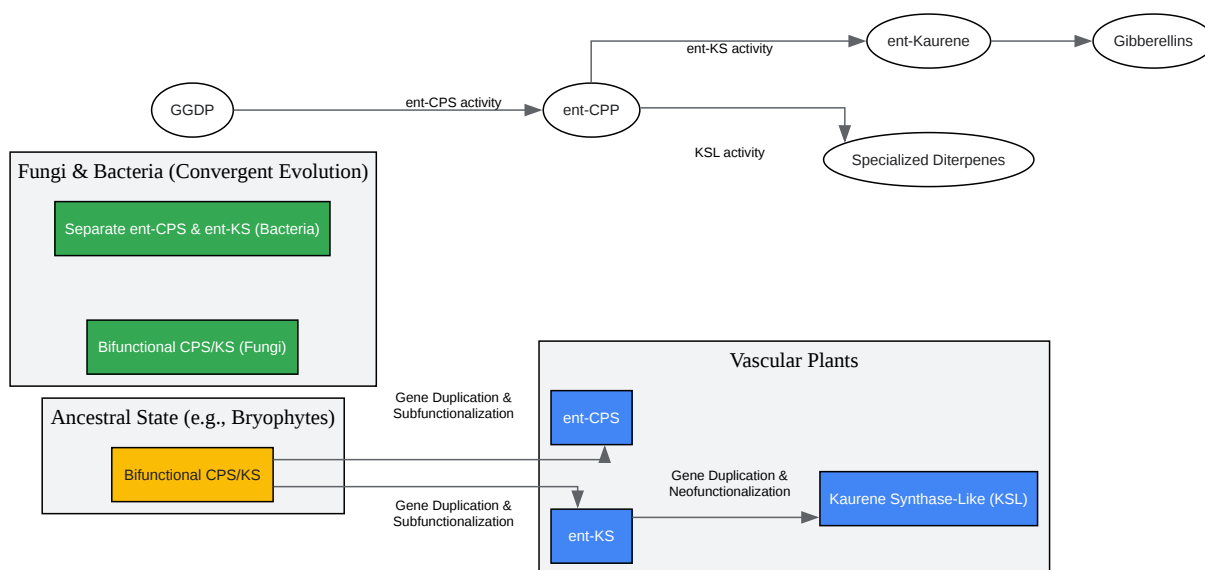 ent-KS activity
ent-Kaurene
Gibberellins
GGDP
ent-CPS activity
ent-CPP
KSL activity
Specialized Diterpenes
Fungi & Bacteria (Convergent Evolution)
Separate ent-CPS & ent-KS (Bacteria)
Bifunctional CPS/KS (Fungi)
Vascular Plants
Ancestral State (e.g., Bryophytes)
Bifunctional CPS/KS
Gene Duplication &
Subfunctionalization
ent-CPS
Gene Duplication &
Subfunctionalization
ent-KS
Gene Duplication &
Neofunctionalization
Kaurene Synthase-Like (KSL)